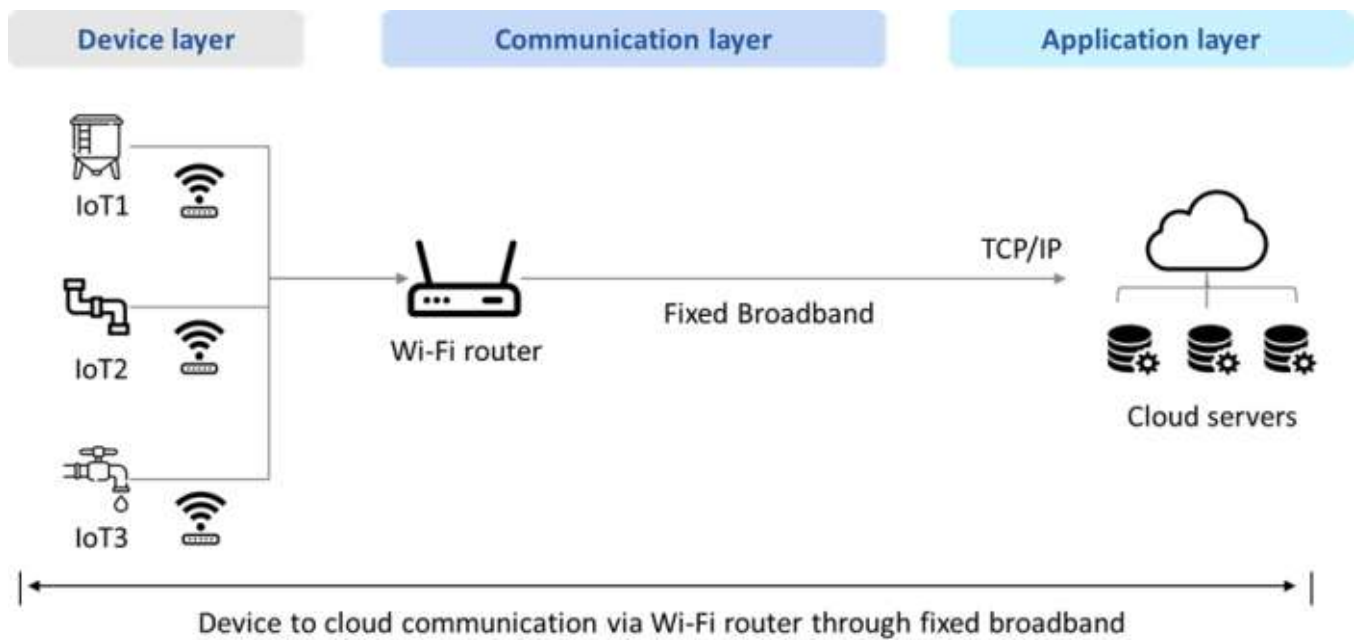 Device layer
Communication layer
Application layer
IoT1
TCP/IP
Fixed Broadband
Wi-Fi router
IoT2
Cloud servers
IoT3
Device to cloud communication via Wi-Fi router through fixed broadband